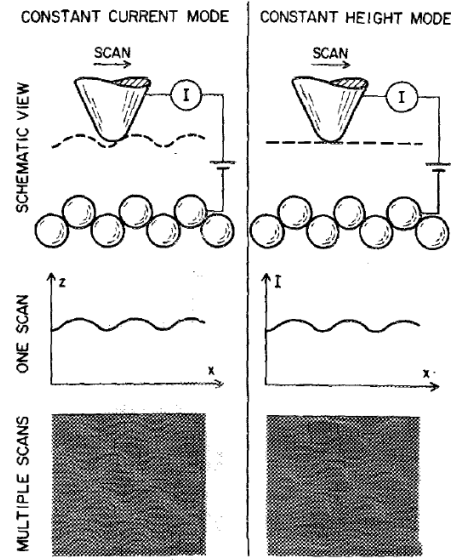 CONSTANT CURRENT MODE
CONSTANT HEIGHT MODE
SCHEMATIC VIEW
SCAN
I
SCAN
I
ONE SCAN
z
x
I
x
MULTIPLE SCANS